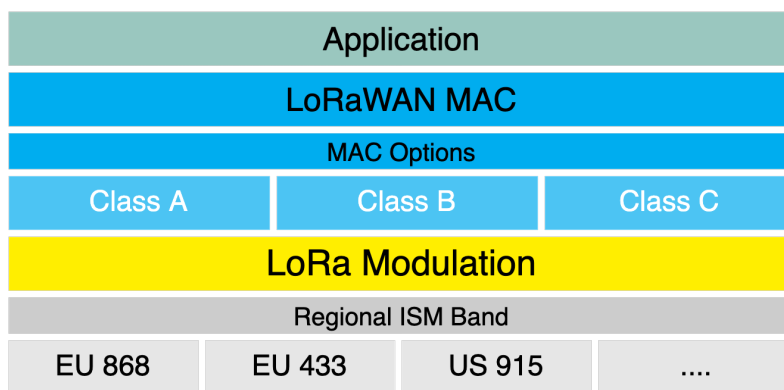 Application
LoRaWAN MAC
MAC Options
Class A Class B Class C
LoRa Modulation
Regional ISM Band
EU 868 EU 433 US 915 ....